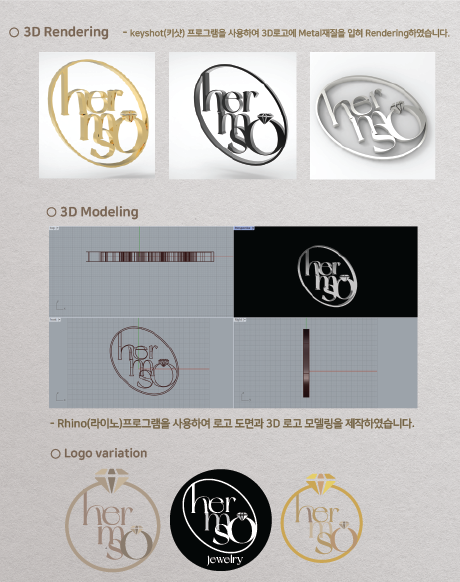 3D Rendering - keyshot(키샷) 프로그램을 사용하여 3D로고에 Metal재질을 입혀 Rendering하였습니다.
her
mso
her
mso
her
mso
3D Modeling
her
mso
her
mso
- Rhino(라이노)프로그램을 사용하여 로고 도면과 3D 로고 모델링을 제작하였습니다.
Logo variation
her
mso
her
mso
Jewelry
her
mso